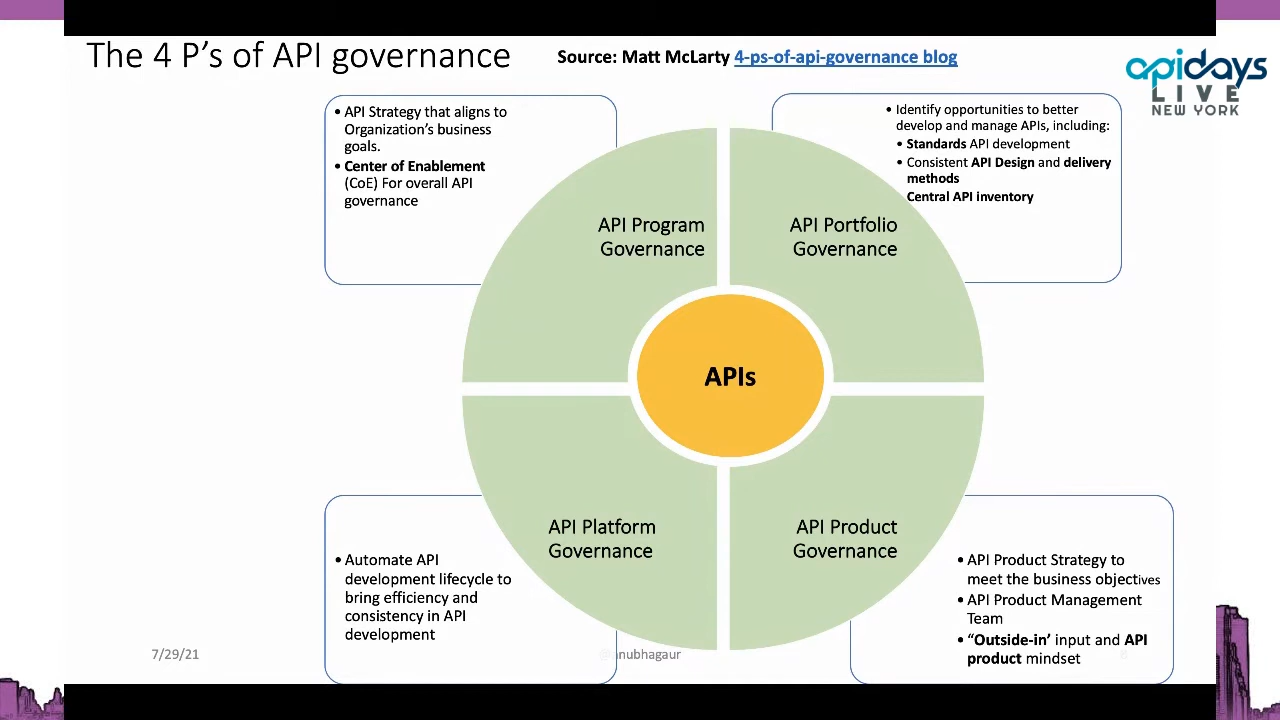 The 4 P's of API governance
Source: Matt McLarty 4-ps-of-api-governance blog
apidays
LIVE
NEW YORK
• API Strategy that aligns to
Organization's business
goals.
• Center of Enablement
(CoE) For overall API
governance
• Identify opportunities to better
develop and manage APIs, including:
• Standards API development
• Consistent API Design and delivery
methods
Central API inventory
API Program
Governance
API Portfolio
Governance
APIs
API Platform
Governance
API Product
Governance
• Automate API
development lifecycle to
bring efficiency and
consistency in API
development
• API Product Strategy to
meet the business objectives
• API Product Management
Team
• “Outside-in’ input and API
product mindset
7/29/21
@anubhagaur